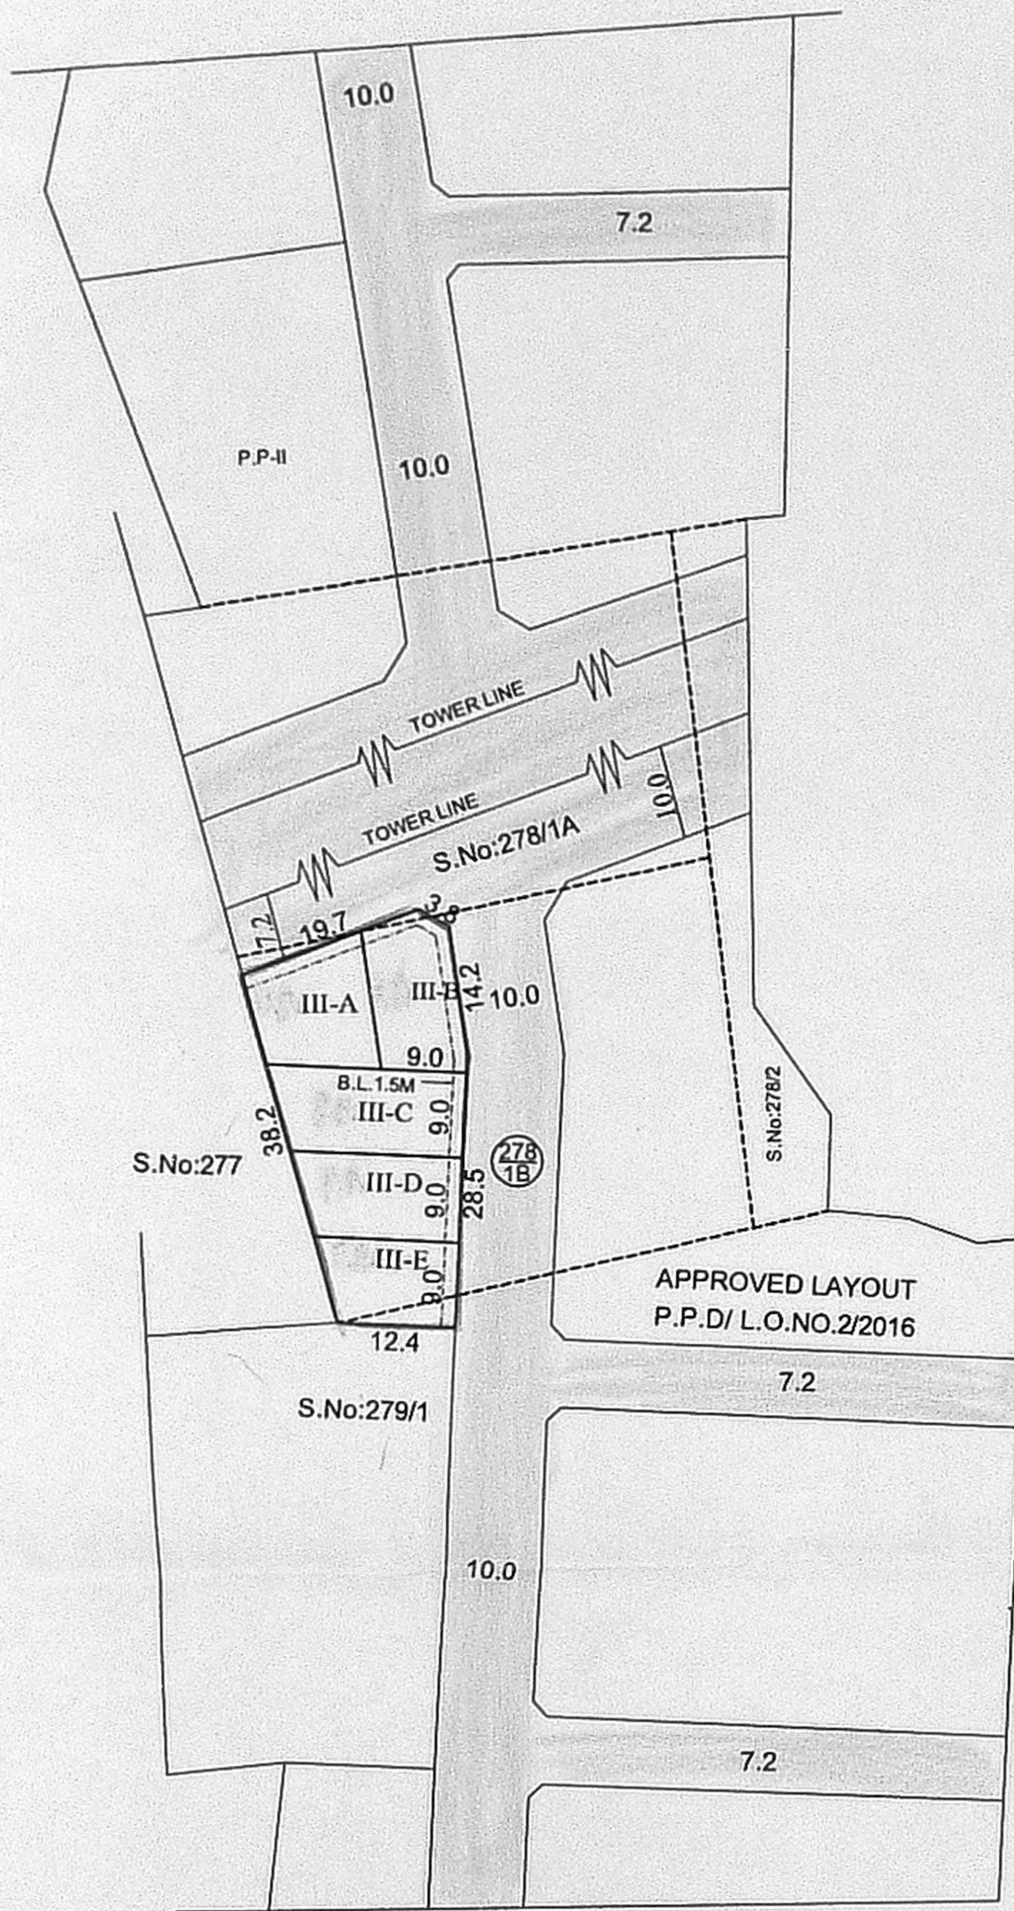 10.0
7.2
P.P-II
10.0
TOWER LINE
TOWER LINE
10.0
S.No:278/1A
7.2
19.7
3.8
III-A
III-B
14.2
10.0
9.0
B.L.1.5M
III-C
9.0
38.2
S.No:277
278
1B
S.No:278/2
III-D
9.0
28.5
III-E
9.0
12.4
APPROVED LAYOUT
P.P.D/ L.O.NO.2/2016
7.2
S.No:279/1
10.0
7.2